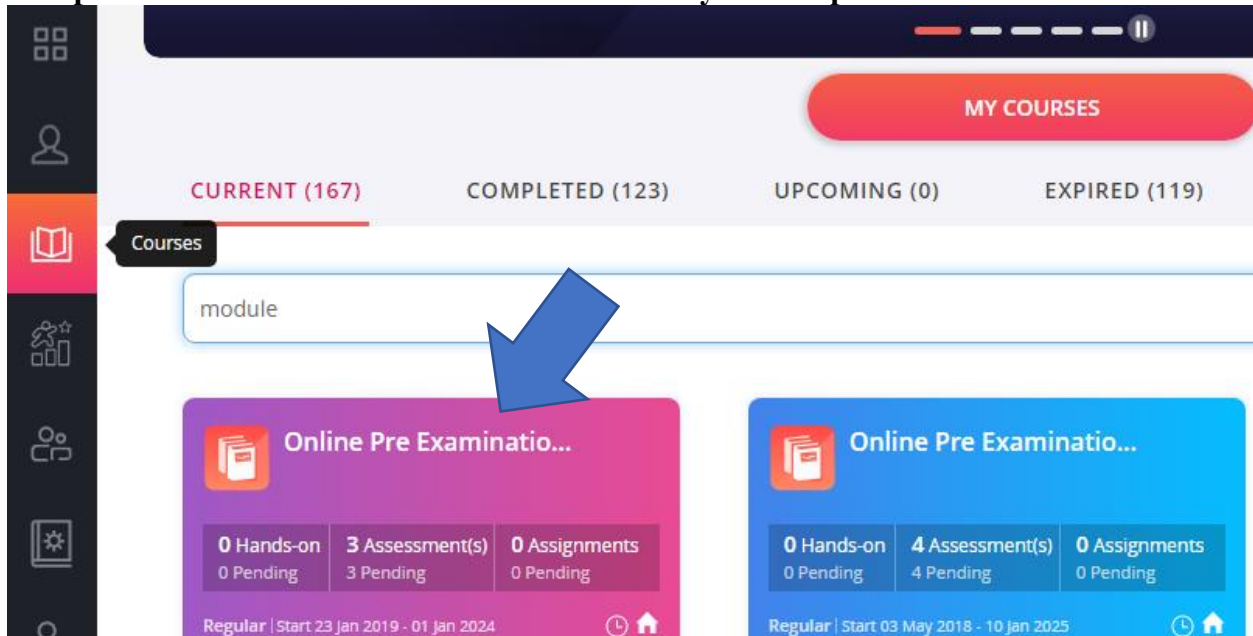 MY COURSES
CURRENT (167) COMPLETED (123) UPCOMING (0) EXPIRED (119)
Courses
module
Online Pre Examinatio...
0 Hands-on 3 Assessment(s) 0 Assignments
0 Pending 3 Pending 0 Pending
Regular | Start 23 Jan 2019 - 01 Jan 2024
Online Pre Examinatio...
0 Hands-on 4 Assessment(s) 0 Assignments
0 Pending 4 Pending 0 Pending
Regular | Start 03 May 2018 - 10 Jan 2025